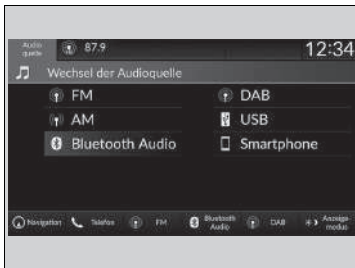 Audio
quelle
87.9
12:34
Wechsel der Audioquelle
FM
DAB
AM
USB
Bluetooth Audio
Smartphone
Navigation
Telefon
FM
Bluetooth
Audio
DAB
Anzeige-
modus